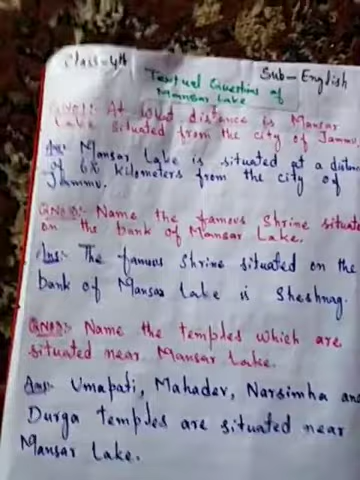 Class-4th
Sub-English
Textual Questions of
Mansar Lake
QNO1:- At what distance is Mansar
Lake situated from the city of Jammu.
Ans:- Mansar Lake is situated at a distan
of 62 kilometers from the city of
Jammu.
QNO2:- Name the famous Shrine situate
on the bank of Mansar Lake.
Ans:- The famous Shrine situated on the
bank of Mansar Lake is Sheshnag.
QNO3:- Name the temples which are
situated near Mansar Lake.
Ans:- Umapati, Mahadev, Narsimha an
Durga temples are situated near
Mansar Lake.